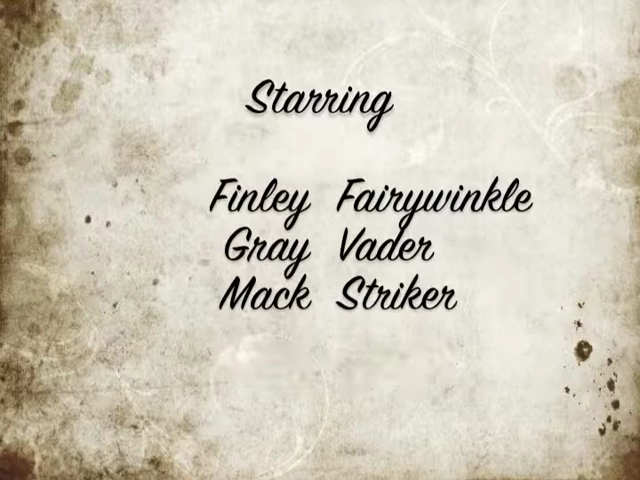 Starring
Finley Fairywinkle
Gray Vader
Mack Striker